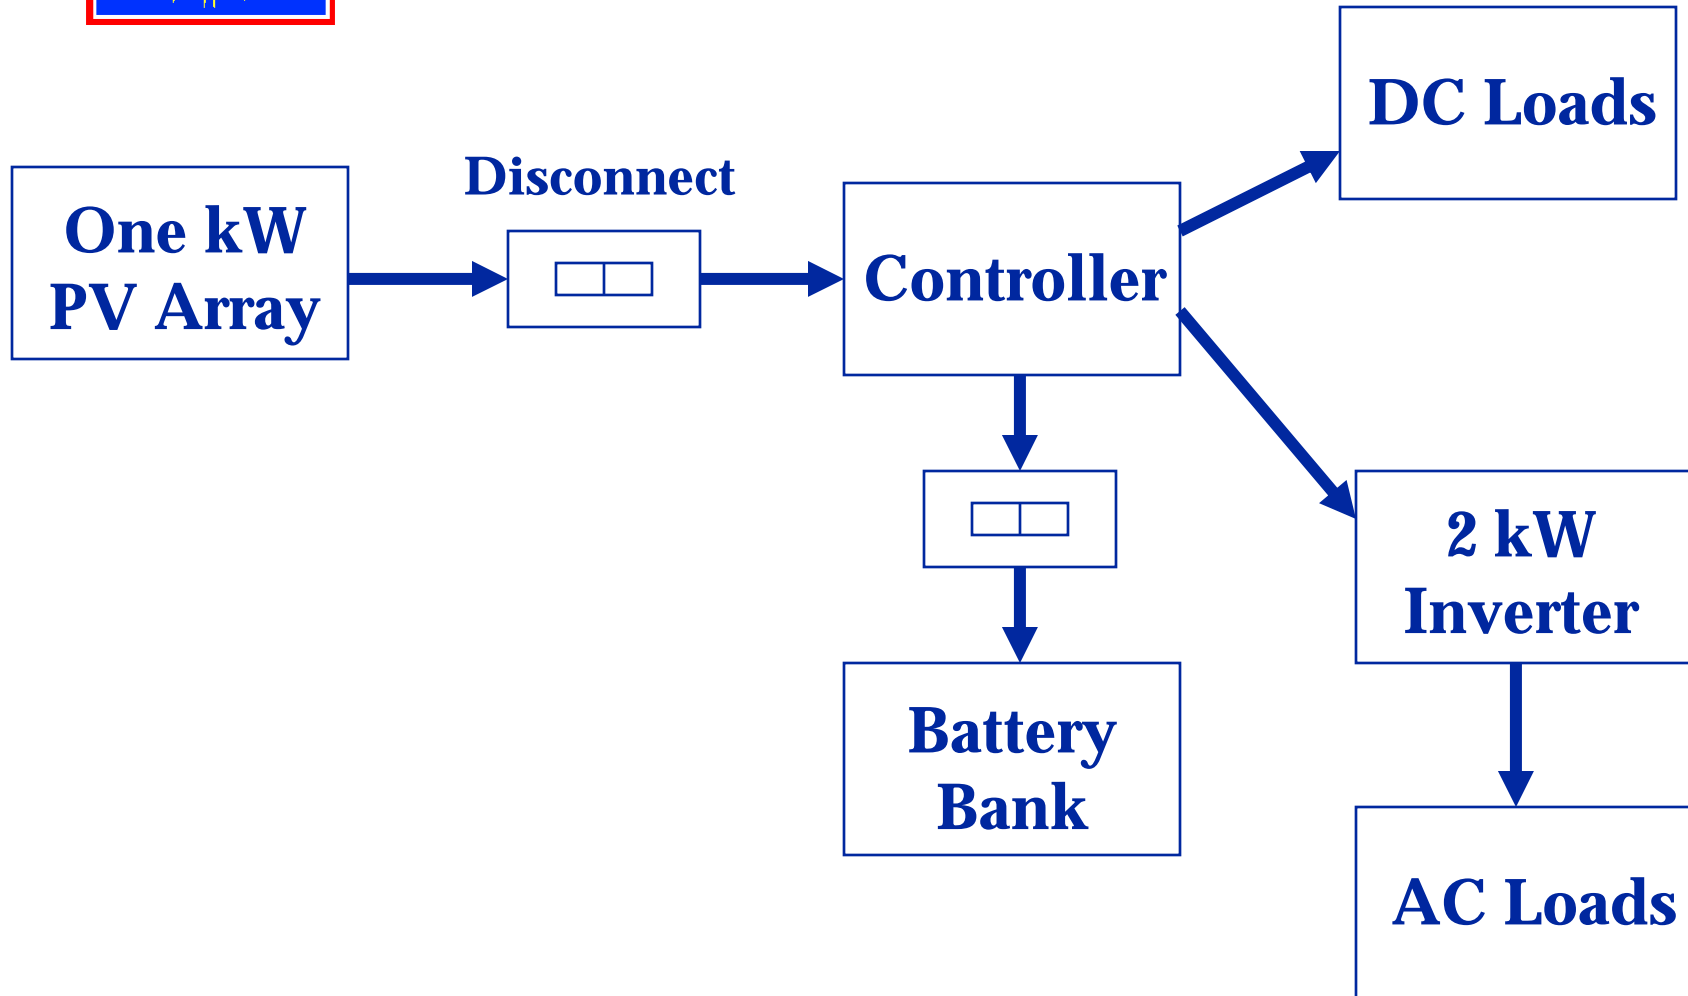 DC Loads
Disconnect
One kW
PV Array
Controller
2 kW
Inverter
Battery
Bank
AC Loads